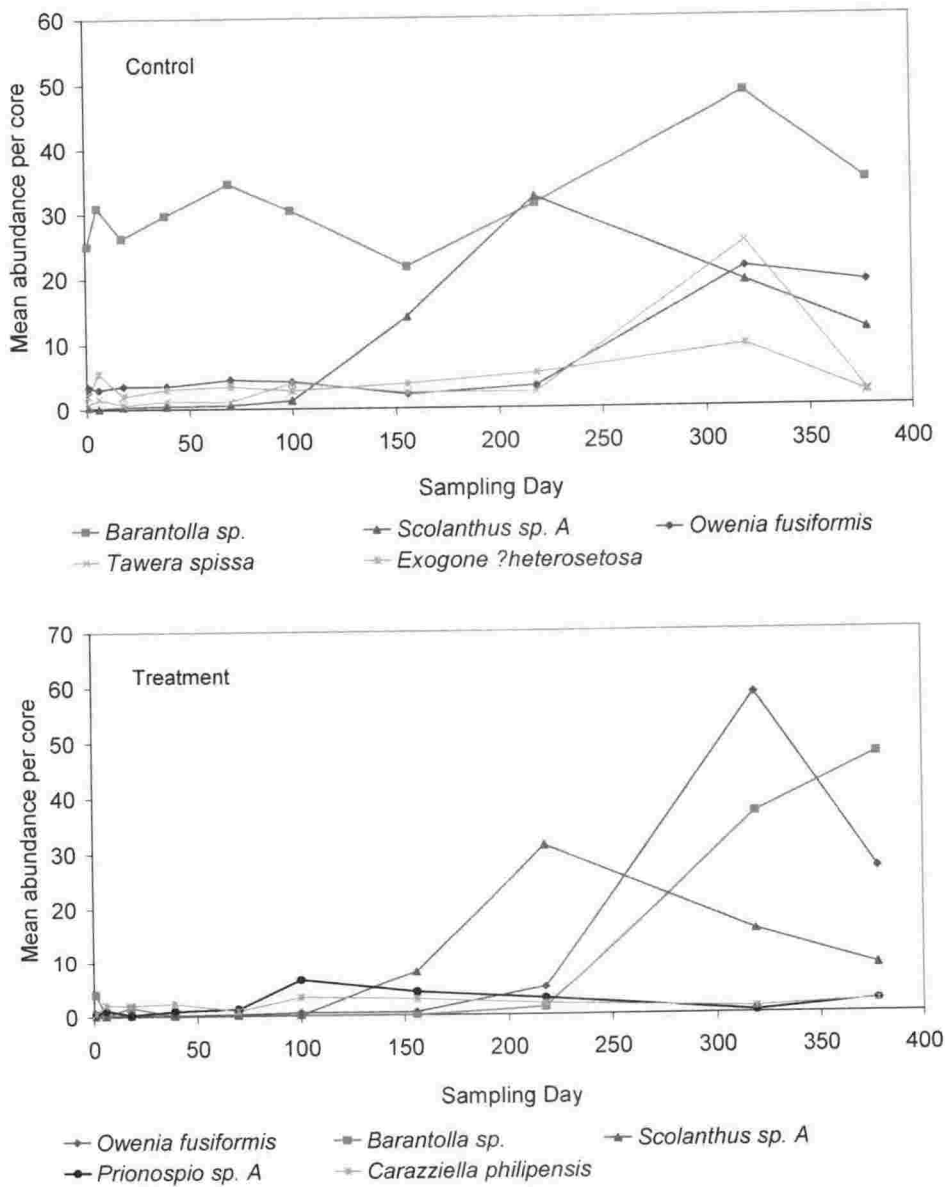 60
50
40
30
20
10
0
Mean abundance per core
Control
0 50 100 150 200 250 300 350 400
Sampling Day
Barantolla sp. Scolanthus sp. A Owenia fusiformis
Tawera spissa Exogone ?heterosetosa
70
60
50
40
30
20
10
0
Mean abundance per core
Treatment
0 50 100 150 200 250 300 350 400
Sampling Day
Owenia fusiformis Barantolla sp. Scolanthus sp. A
Prionospio sp. A Carazziella philipensis